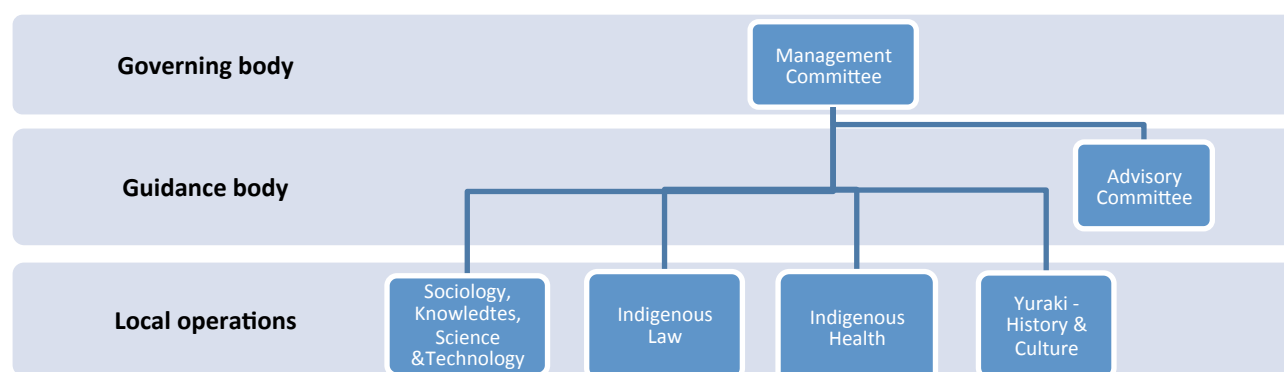 Governing body
Management
Committee
Guidance body
Advisory
Committee
Local operations
Sociology,
Knowledtes,
Science
&Technology
Indigenous
Law
Indigenous
Health
Yuraki -
History &
Culture